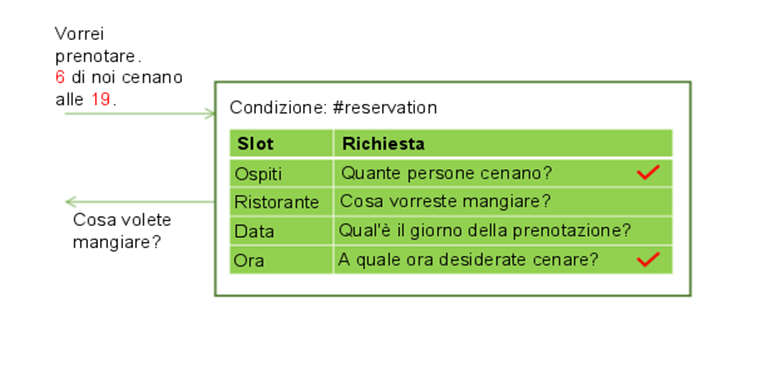 Vorrei
prenotare.
6 di noi cenano
alle 19.
Condizione: #reservation
Slot Richiesta
Ospiti Quante persone cenano?
Ristorante Cosa vorreste mangiare?
Data Qual'è il giorno della prenotazione?
Ora A quale ora desiderate cenare?
Cosa volete
mangiare?